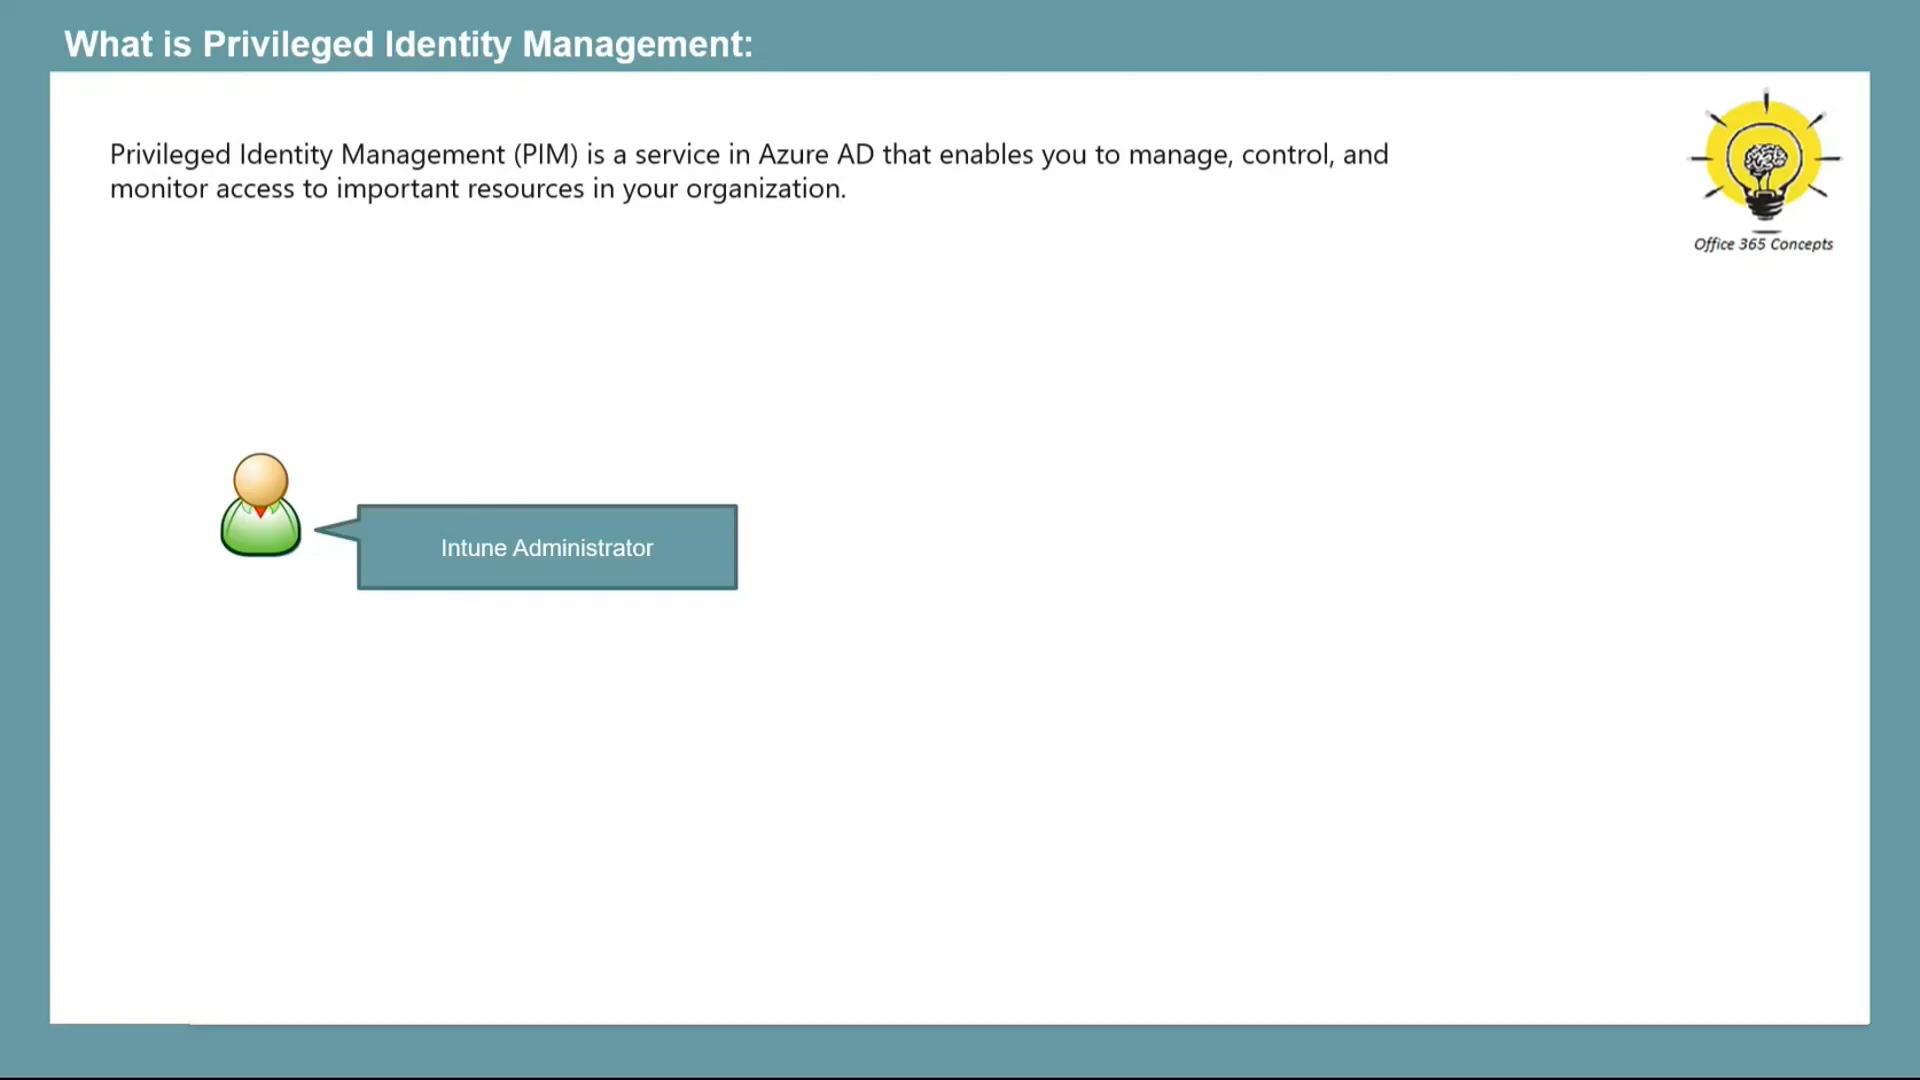 What is Privileged Identity Management:
Privileged Identity Management (PIM) is a service in Azure AD that enables you to manage, control, and
monitor access to important resources in your organization.
Office 365 Concepts
Intune Administrator